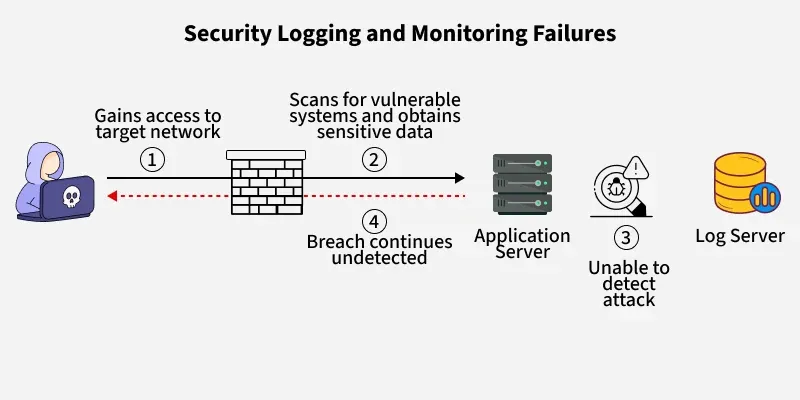 Security Logging and Monitoring Failures
Gains access to
target network
1
Scans for vulnerable
systems and obtains
sensitive data
2
4
Breach continues
undetected
Application
Server
3
Unable to
detect
attack
Log Server